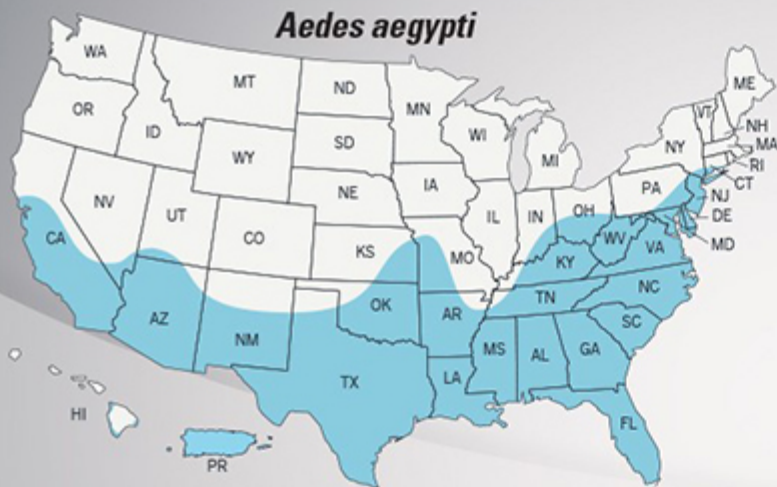 Aedes aegypti
WA
MT
ND
MN
ME
OR
ID
SD
WI
VT
NH
NY
MA
WY
MI
RI
CT
NV
UT
NE
IA
PA
NJ
IL
IN
OH
DE
CA
CO
KS
MO
WV
VA
MD
KY
AZ
NM
OK
AR
TN
NC
SC
MS
AL
GA
TX
LA
HI
FL
PR